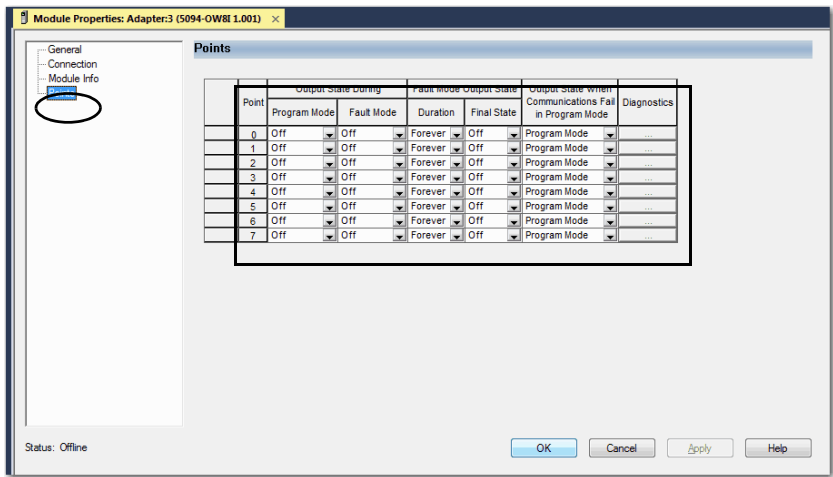 Module Properties: Adapter:3 (5094-OW8I 1.001) ×
General
Connection
Module Info
Points
Points
Output State During Fault Mode Output State Output State When Communications Fail in Program Mode
Point Program Mode Fault Mode Duration Final State Diagnostics
0 Off Off Forever Off Program Mode ...
1 Off Off Forever Off Program Mode ...
2 Off Off Forever Off Program Mode ...
3 Off Off Forever Off Program Mode ...
4 Off Off Forever Off Program Mode ...
5 Off Off Forever Off Program Mode ...
6 Off Off Forever Off Program Mode ...
7 Off Off Forever Off Program Mode ...
Status: Offline
OK Cancel Apply Help